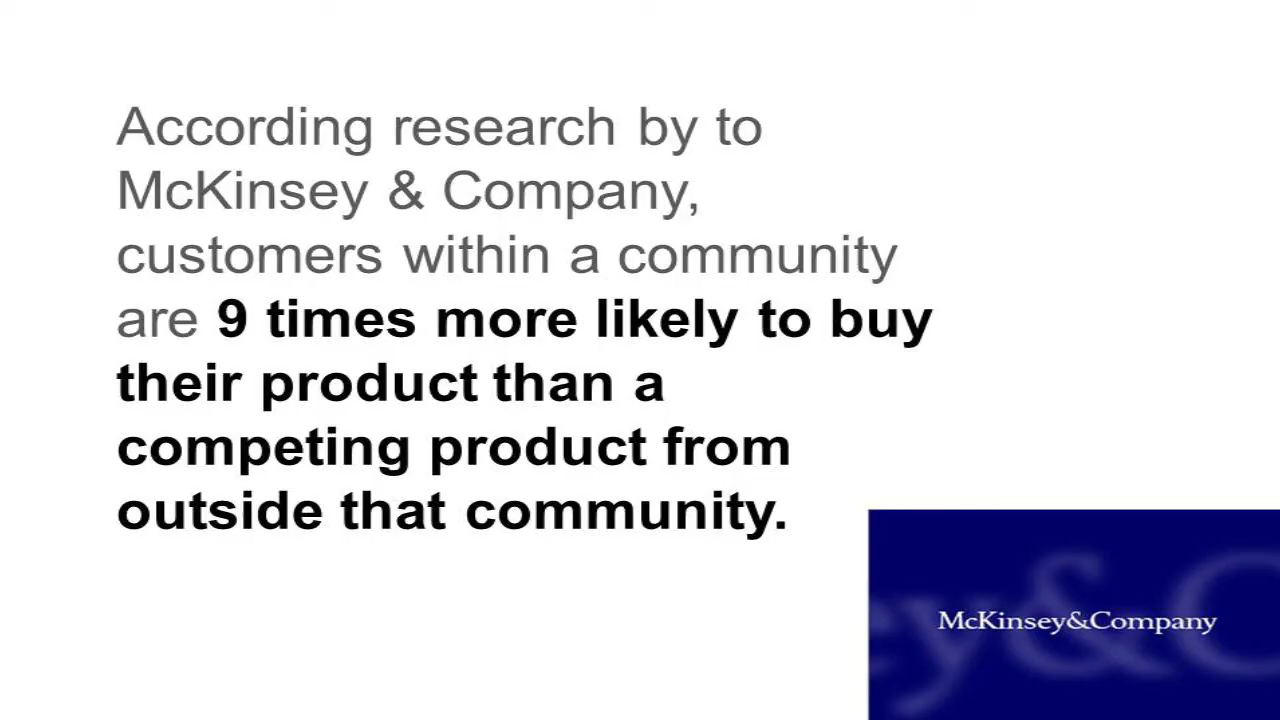 According research by to
McKinsey & Company,
customers within a community
are 9 times more likely to buy
their product than a
competing product from
outside that community.
McKinsey&Company
ey&C